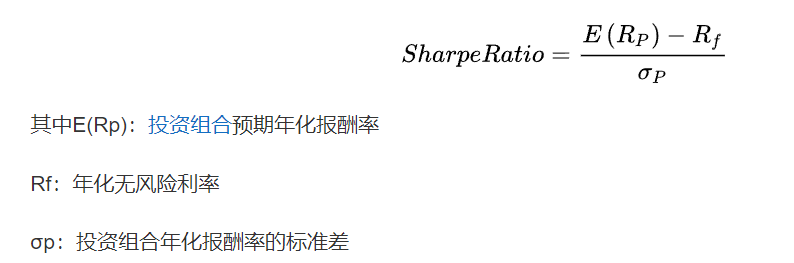 SharpeRatio = \frac{E(R_P) - R_f}{\sigma_P}
其中E(Rp)：投资组合预期年化报酬率
Rf：年化无风险利率
σp：投资组合年化报酬率的标准差